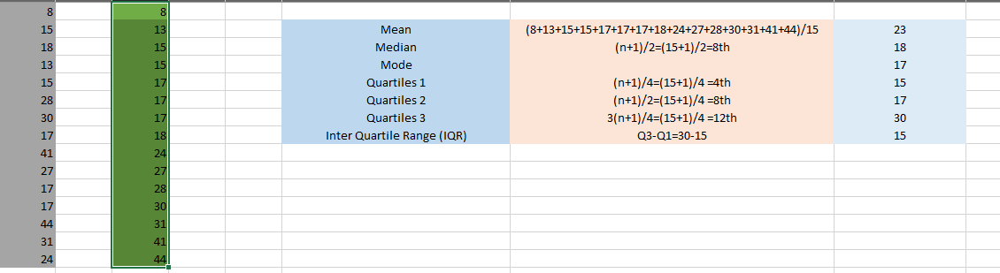 8 8
15 13 Mean (8+13+15+15+17+17+17+18+24+27+28+30+31+41+44)/15 23
18 15 Median (n+1)/2=(15+1)/2=8th 18
13 15 Mode 17
15 17 Quartiles 1 (n+1)/4=(15+1)/4 =4th 15
28 17 Quartiles 2 (n+1)/2=(15+1)/4 =8th 17
30 17 Quartiles 3 3(n+1)/4=(15+1)/4 =12th 30
17 18 Inter Quartile Range (IQR) Q3-Q1=30-15 15
41 24
27 27
17 28
17 30
44 31
31 41
24 44